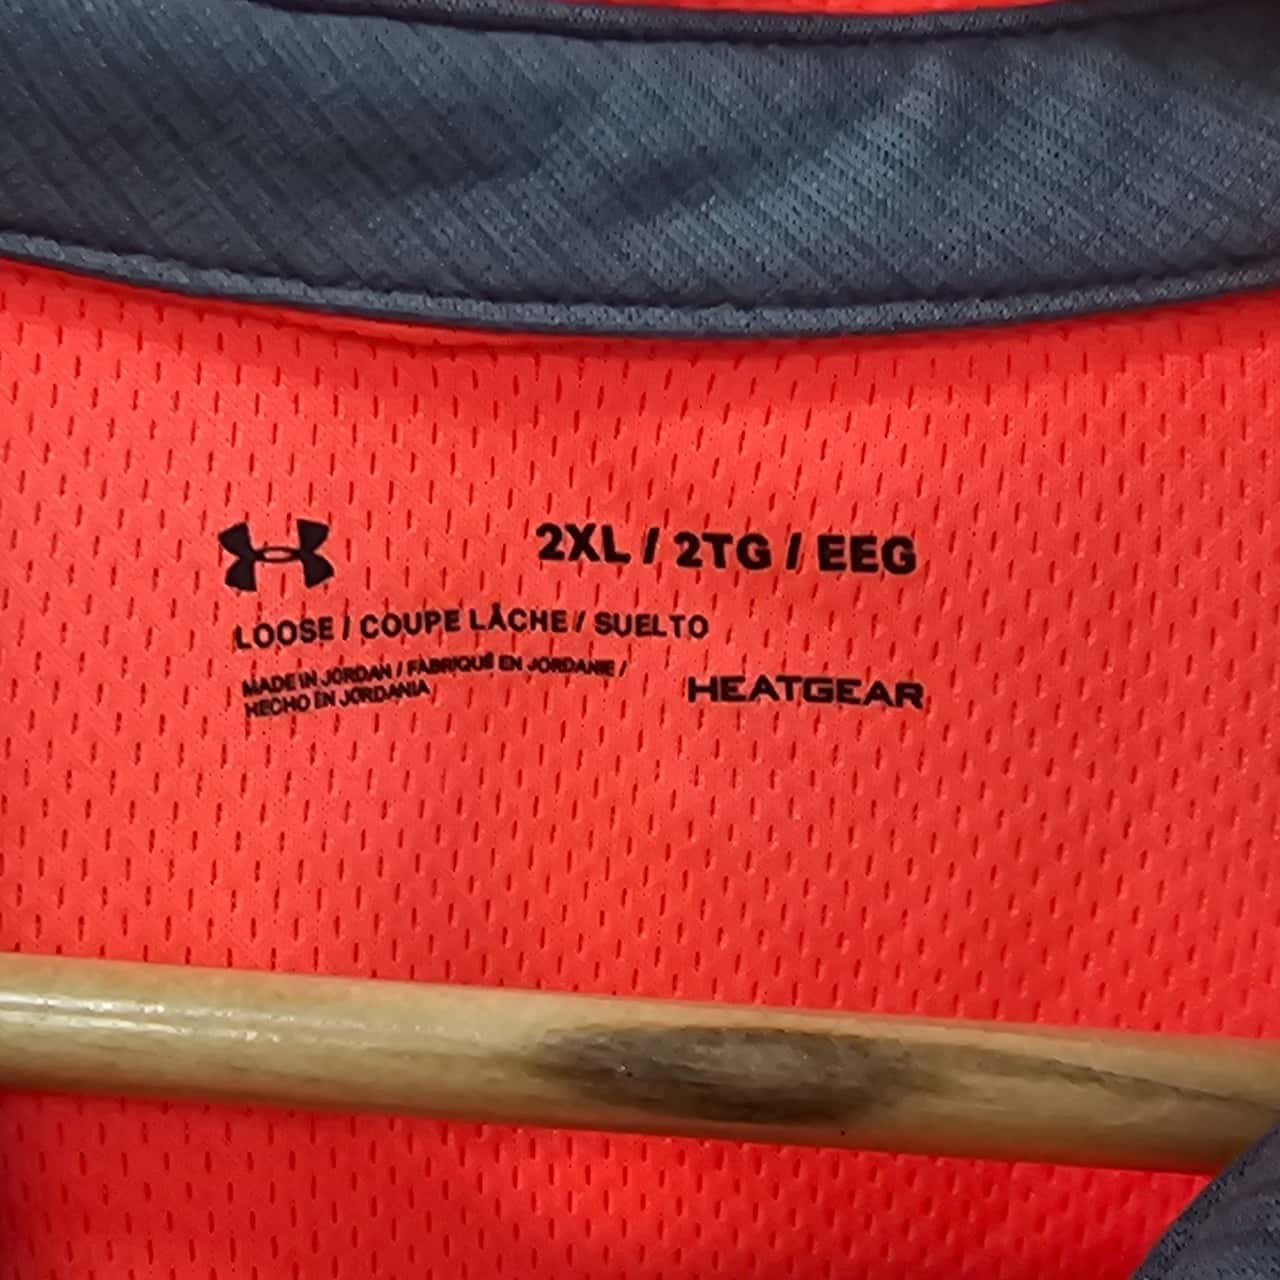 2XL / 2TG / EEG
LOOSE / COUPE LÂCHE / SUELTO
MADE IN JORDAN / FABRIQUÉ EN JORDANIE /
HECHO EN JORDANIA
HEATGEAR